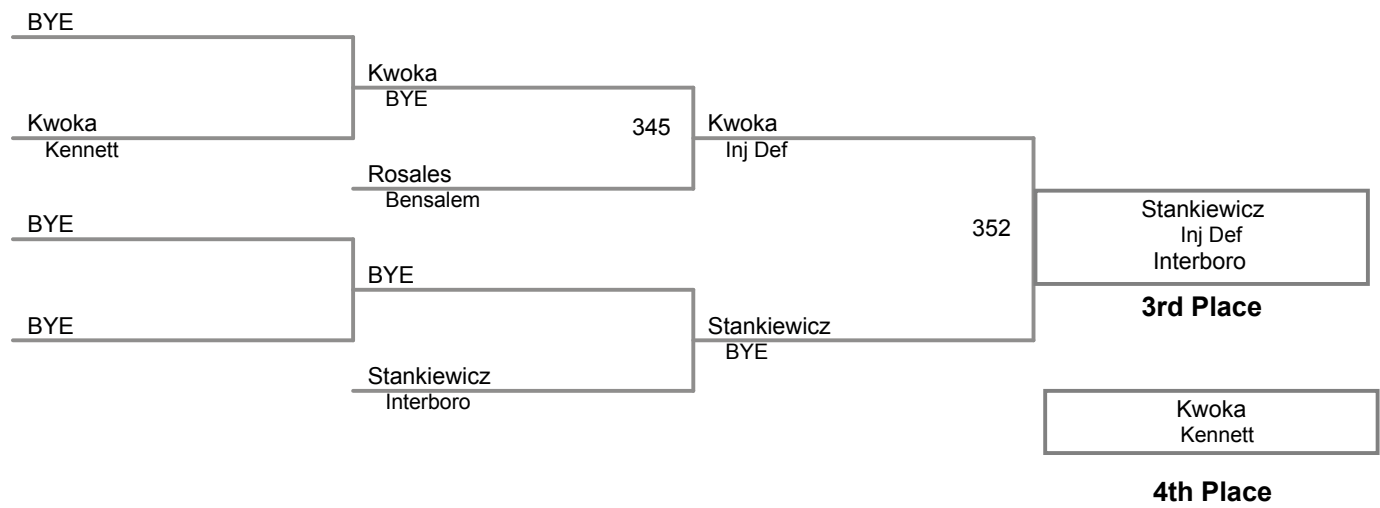 BYE
Kwoka
Kennett
BYE
BYE
Kwoka
BYE
Rosales
Bensalem
BYE
Stankiewicz
Interboro
345
Kwoka
Inj Def
Stankiewicz
BYE
352
Stankiewicz
Inj Def
Interboro
3rd Place
Kwoka
Kennett
4th Place